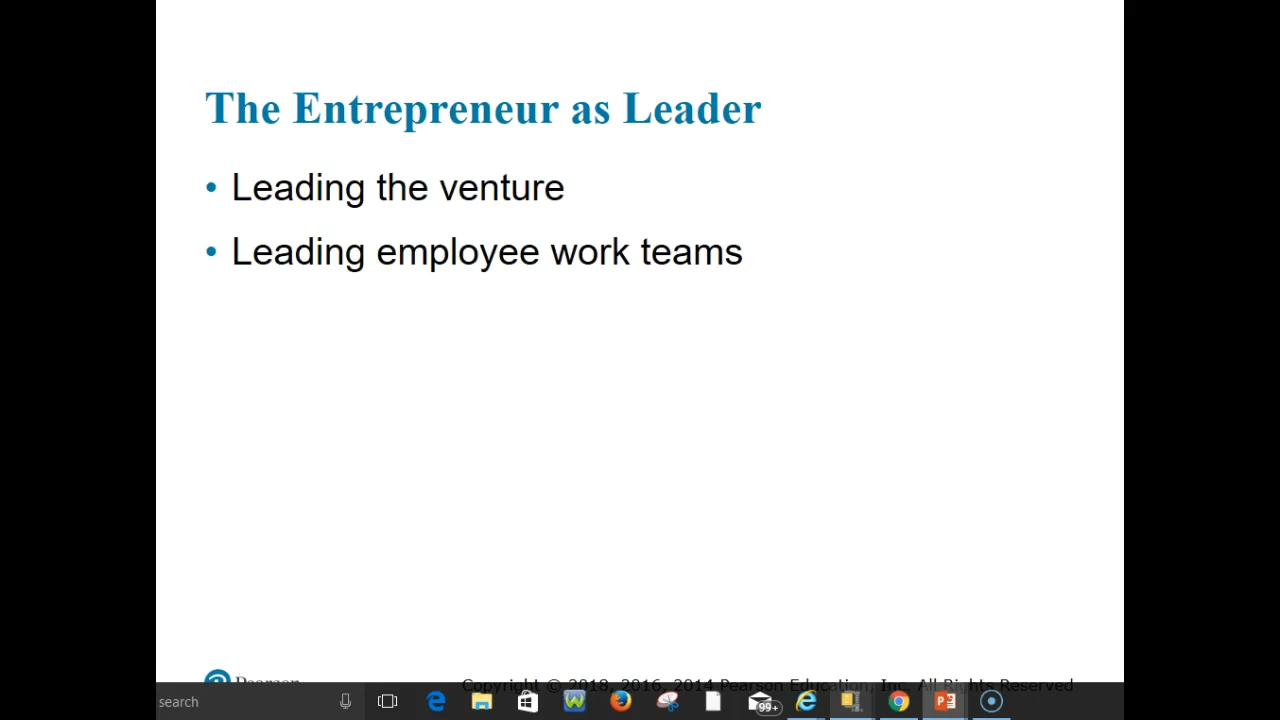 The Entrepreneur as Leader
• Leading the venture
• Leading employee work teams
Pearson
Copyright © 2018, 2016, 2014 Pearson Education, Inc. All Rights Reserved
search
99+